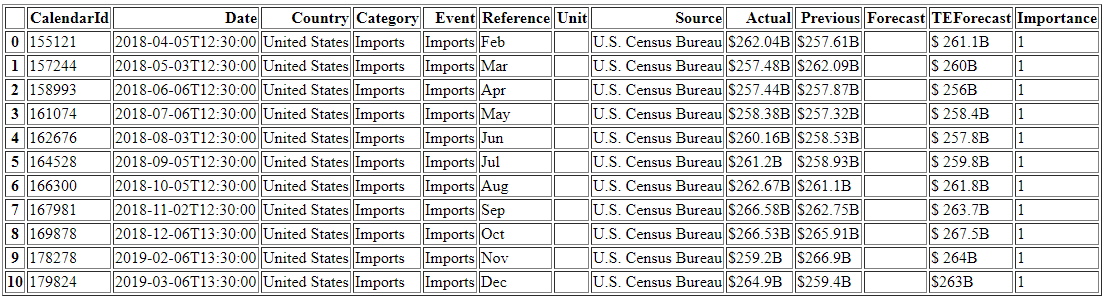 CalendarId Date Country Category Event Reference Unit Source Actual Previous Forecast TEForecast Importance
0 155121 2018-04-05T12:30:00 United States Imports Imports Feb U.S. Census Bureau $262.04B $257.61B $ 261.1B 1
1 157244 2018-05-03T12:30:00 United States Imports Imports Mar U.S. Census Bureau $257.48B $262.09B $ 260B 1
2 158993 2018-06-06T12:30:00 United States Imports Imports Apr U.S. Census Bureau $257.44B $257.87B $ 256B 1
3 161074 2018-07-06T12:30:00 United States Imports Imports May U.S. Census Bureau $258.38B $257.32B $ 258.4B 1
4 162676 2018-08-03T12:30:00 United States Imports Imports Jun U.S. Census Bureau $260.16B $258.53B $ 257.8B 1
5 164528 2018-09-05T12:30:00 United States Imports Imports Jul U.S. Census Bureau $261.2B $258.93B $ 259.8B 1
6 166300 2018-10-05T12:30:00 United States Imports Imports Aug U.S. Census Bureau $262.67B $261.1B $ 261.8B 1
7 167981 2018-11-02T12:30:00 United States Imports Imports Sep U.S. Census Bureau $266.58B $262.75B $ 263.7B 1
8 169878 2018-12-06T13:30:00 United States Imports Imports Oct U.S. Census Bureau $266.53B $265.91B $ 267.5B 1
9 178278 2019-02-06T13:30:00 United States Imports Imports Nov U.S. Census Bureau $259.2B $266.9B $ 264B 1
10 179824 2019-03-06T13:30:00 United States Imports Imports Dec U.S. Census Bureau $264.9B $259.4B $263B 1